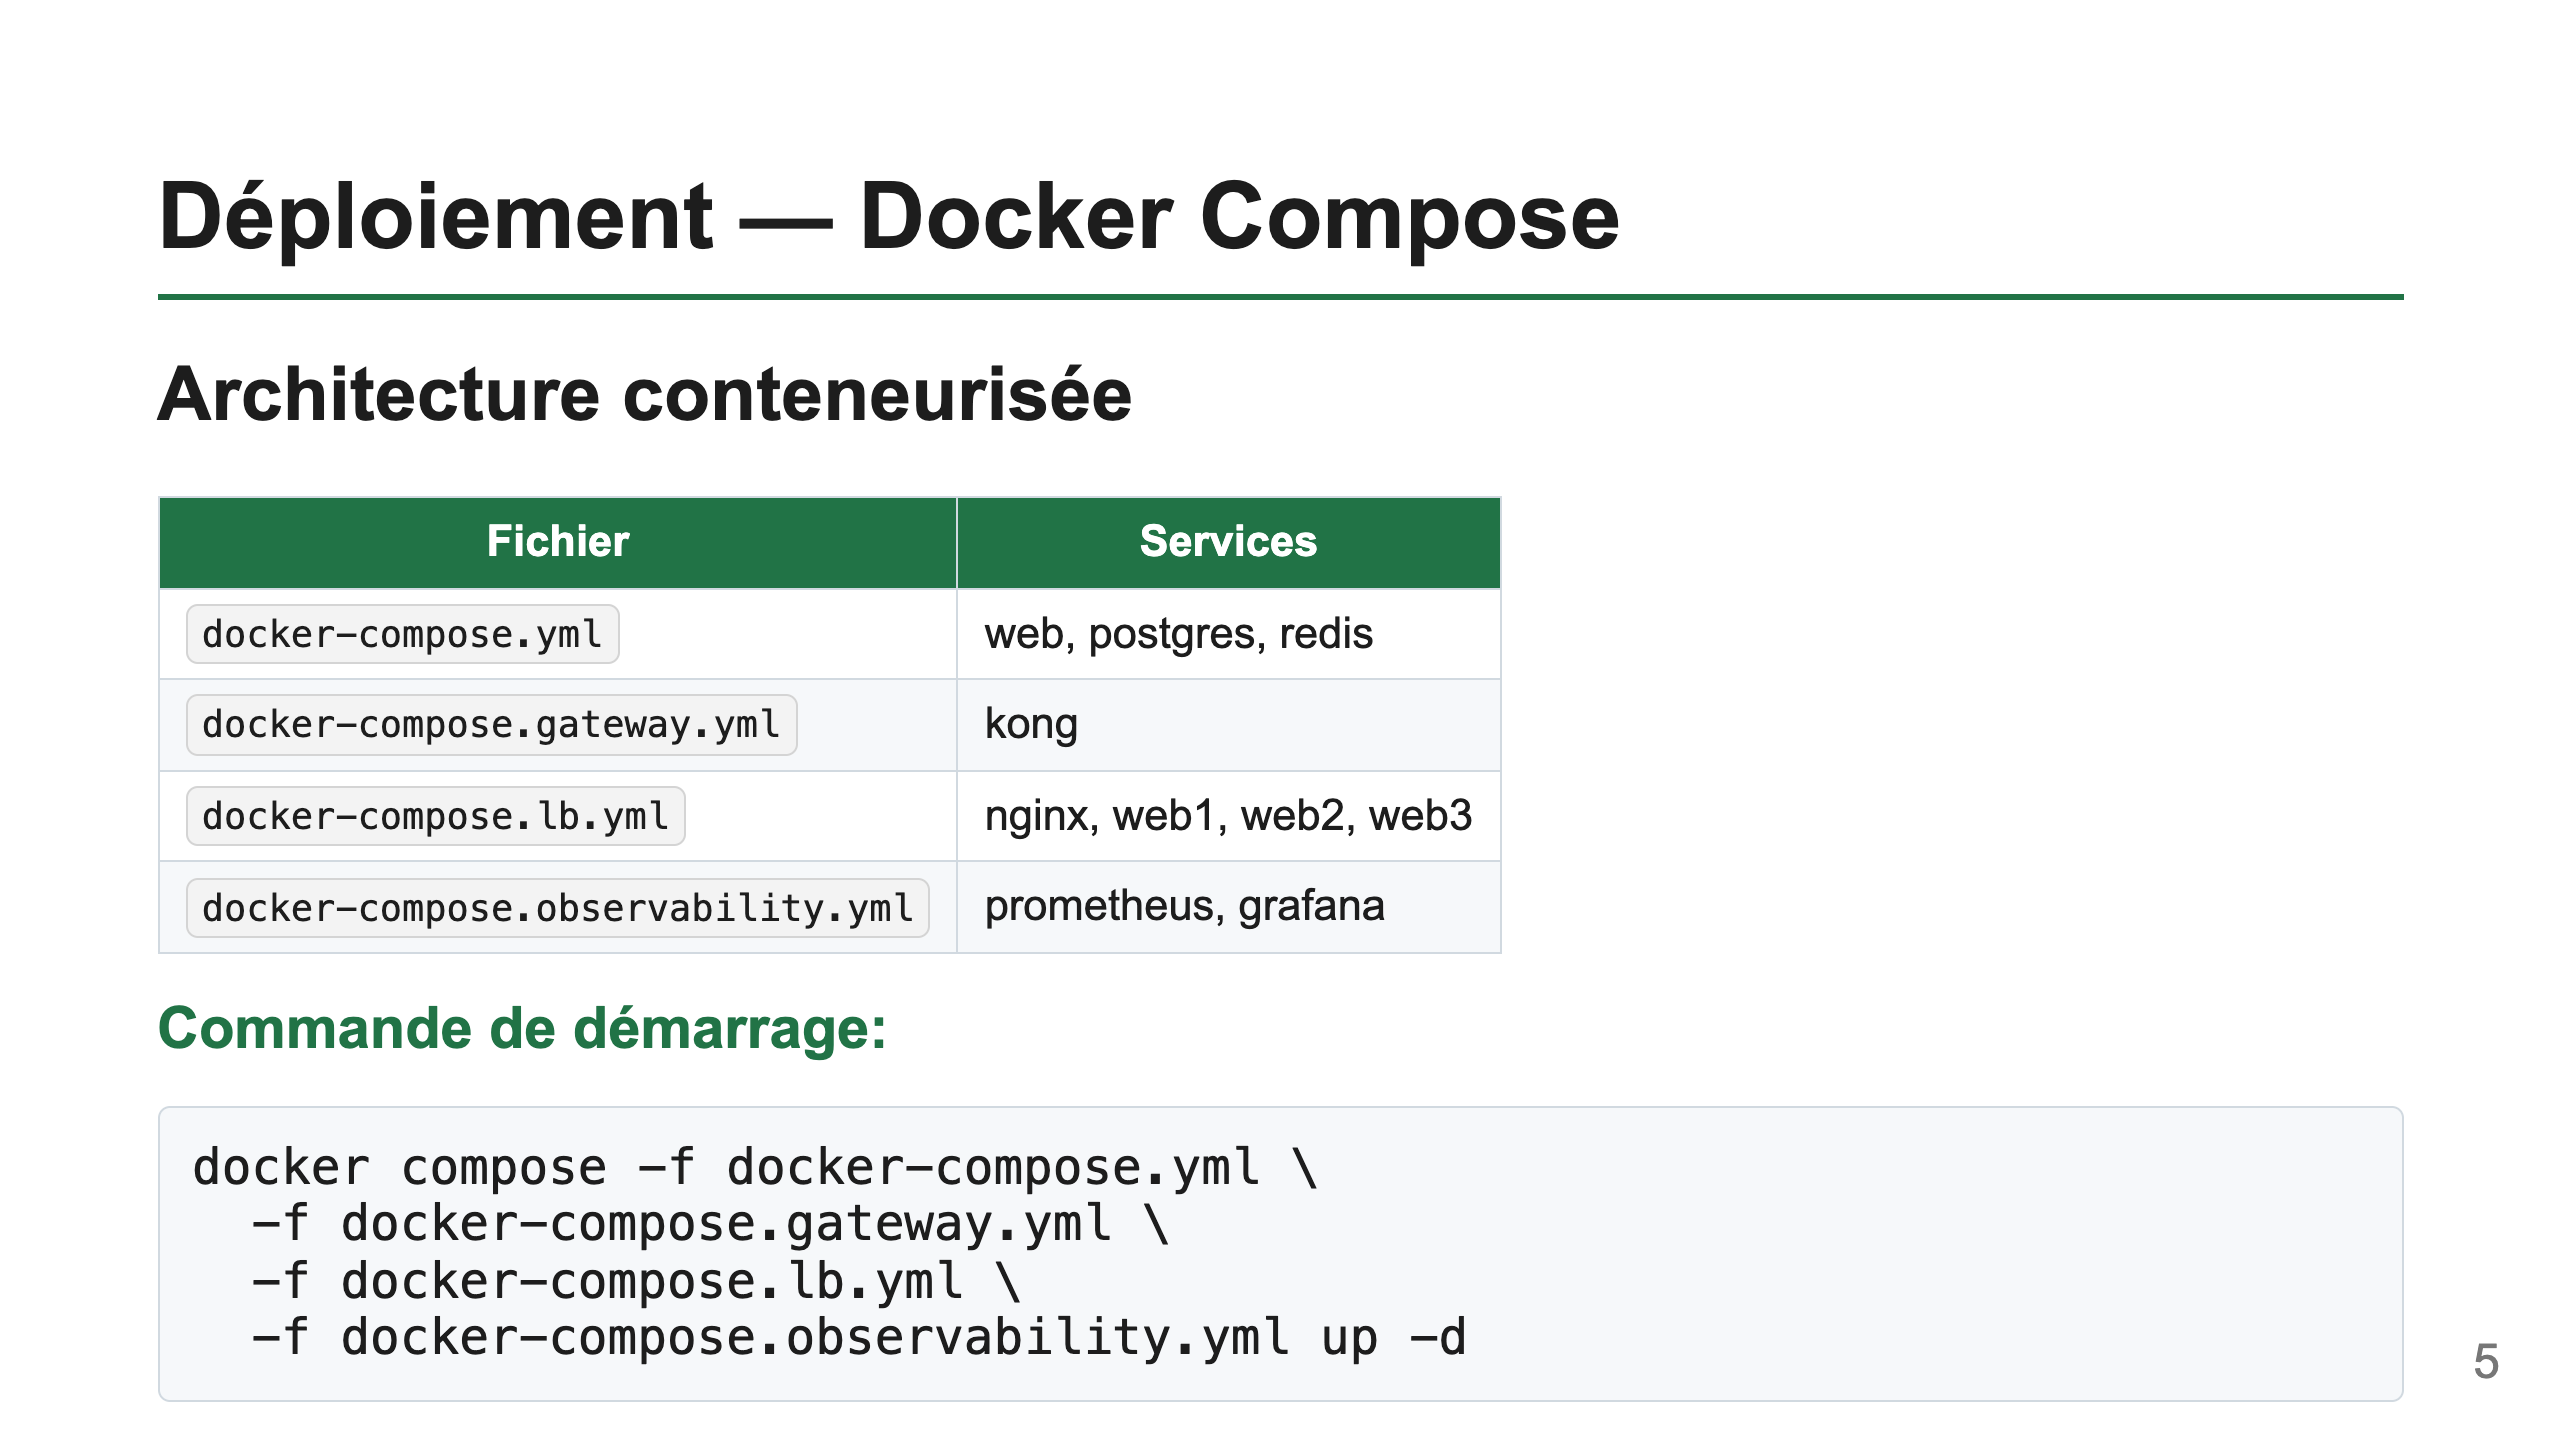 Déploiement — Docker Compose
Architecture conteneurisée
Fichier Services
docker-compose.yml web, postgres, redis
docker-compose.gateway.yml kong
docker-compose.lb.yml nginx, web1, web2, web3
docker-compose.observability.yml prometheus, grafana
Commande de démarrage:
docker compose -f docker-compose.yml \
  -f docker-compose.gateway.yml \
  -f docker-compose.lb.yml \
  -f docker-compose.observability.yml up -d
5